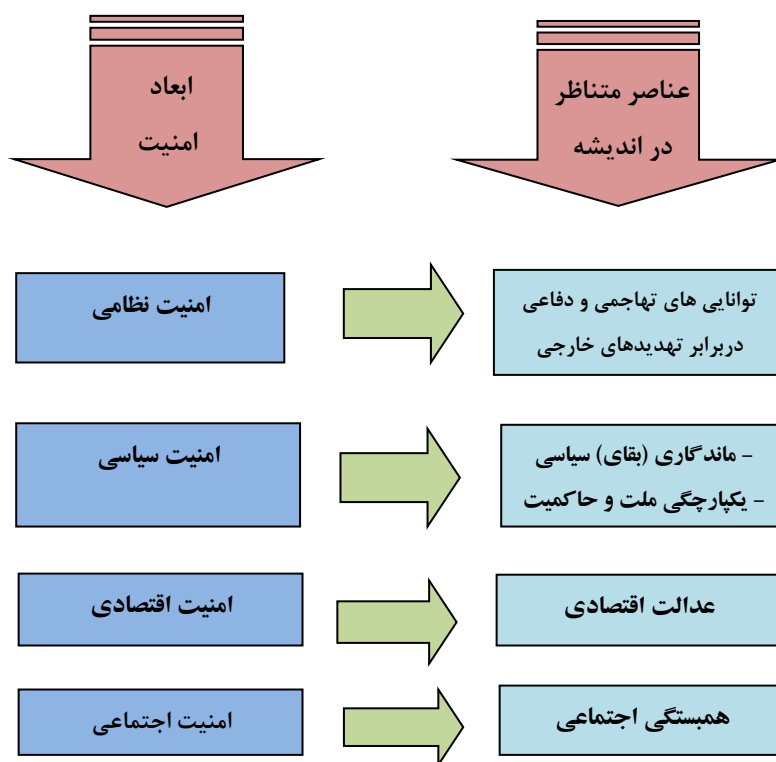 عناصر متناظر
در اندیشه
ابعاد
امنیت
توانایی های تهاجمی و دفاعی
دربرابر تهدیدهای خارجی
امنیت نظامی
- ماندگاری (بقای) سیاسی
- یکپارچگی ملت و حاکمیت
امنیت سیاسی
عدالت اقتصادی
امنیت اقتصادی
همبستگی اجتماعی
امنیت اجتماعی